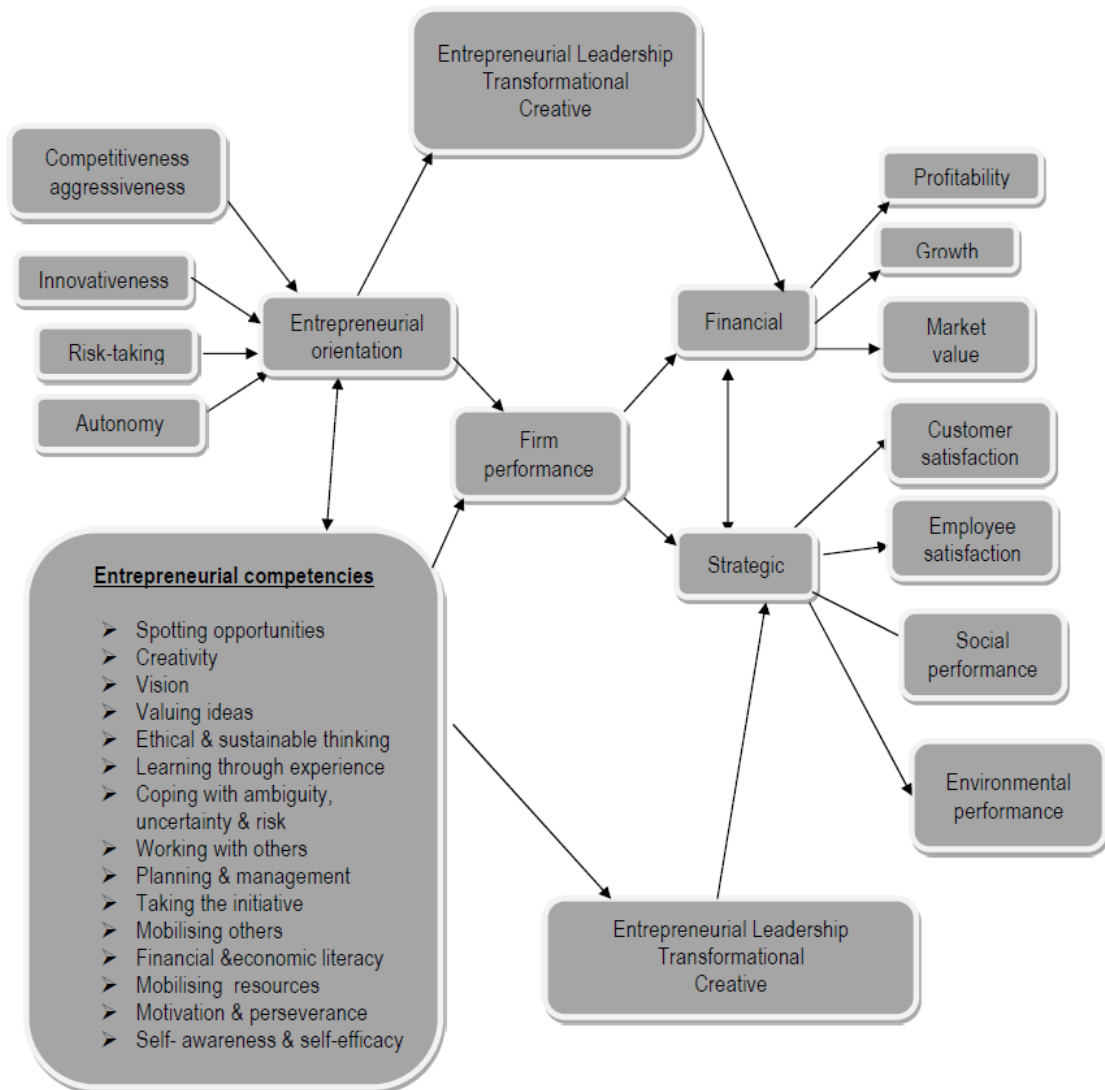 Entrepreneurial Leadership
Transformational
Creative
Competitiveness
aggressiveness
Innovativeness
Risk-taking
Autonomy
Entrepreneurial
orientation
Firm
performance
Financial
Strategic
Profitability
Growth
Market
value
Customer
satisfaction
Employee
satisfaction
Social
performance
Environmental
performance
Entrepreneurial competencies
➢ Spotting opportunities
➢ Creativity
➢ Vision
➢ Valuing ideas
➢ Ethical & sustainable thinking
➢ Learning through experience
➢ Coping with ambiguity,
uncertainty & risk
➢ Working with others
➢ Planning & management
➢ Taking the initiative
➢ Mobilising others
➢ Financial &economic literacy
➢ Mobilising resources
➢ Motivation & perseverance
➢ Self- awareness & self-efficacy
Entrepreneurial Leadership
Transformational
Creative